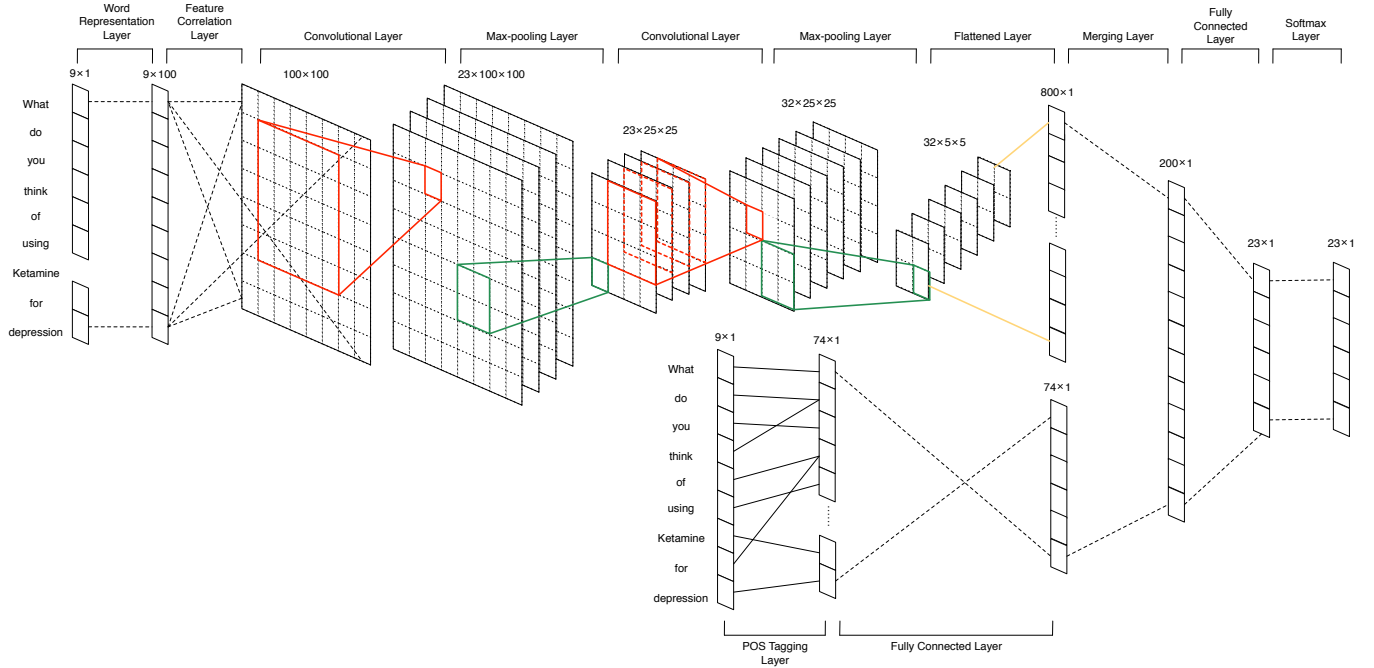 Word
Representation
Layer
Feature
Correlation
Layer
Convolutional Layer
Max-pooling Layer
Convolutional Layer
Max-pooling Layer
Flattened Layer
Merging Layer
Fully
Connected
Layer
Softmax
Layer
9×1
9×100
100×100
23×100×100
23×25×25
32×25×25
32×5×5
800×1
200×1
23×1
23×1
What
do
you
think
of
using
Ketamine
for
depression
9×1
74×1
74×1
What
do
you
think
of
using
Ketamine
for
depression
POS Tagging
Layer
Fully Connected Layer